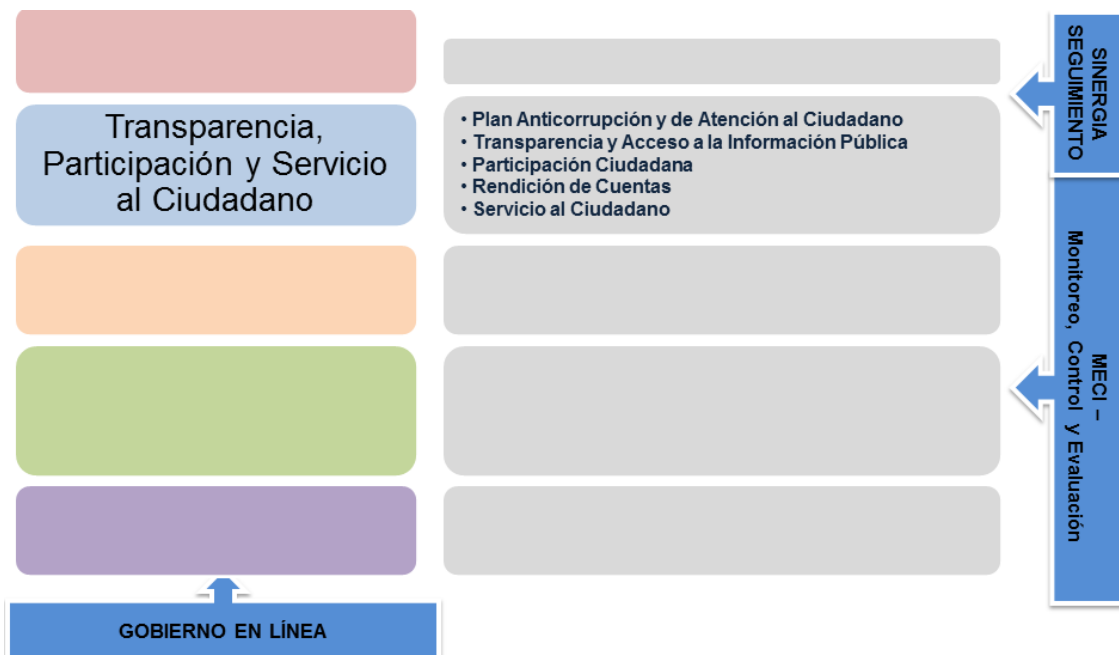 Transparencia,
Participación y Servicio
al Ciudadano
• Plan Anticorrupción y de Atención al Ciudadano
• Transparencia y Acceso a la Información Pública
• Participación Ciudadana
• Rendición de Cuentas
• Servicio al Ciudadano
SINERGIA
SEGUIMIENTO
MECI –
Monitoreo, Control y Evaluación
GOBIERNO EN LÍNEA